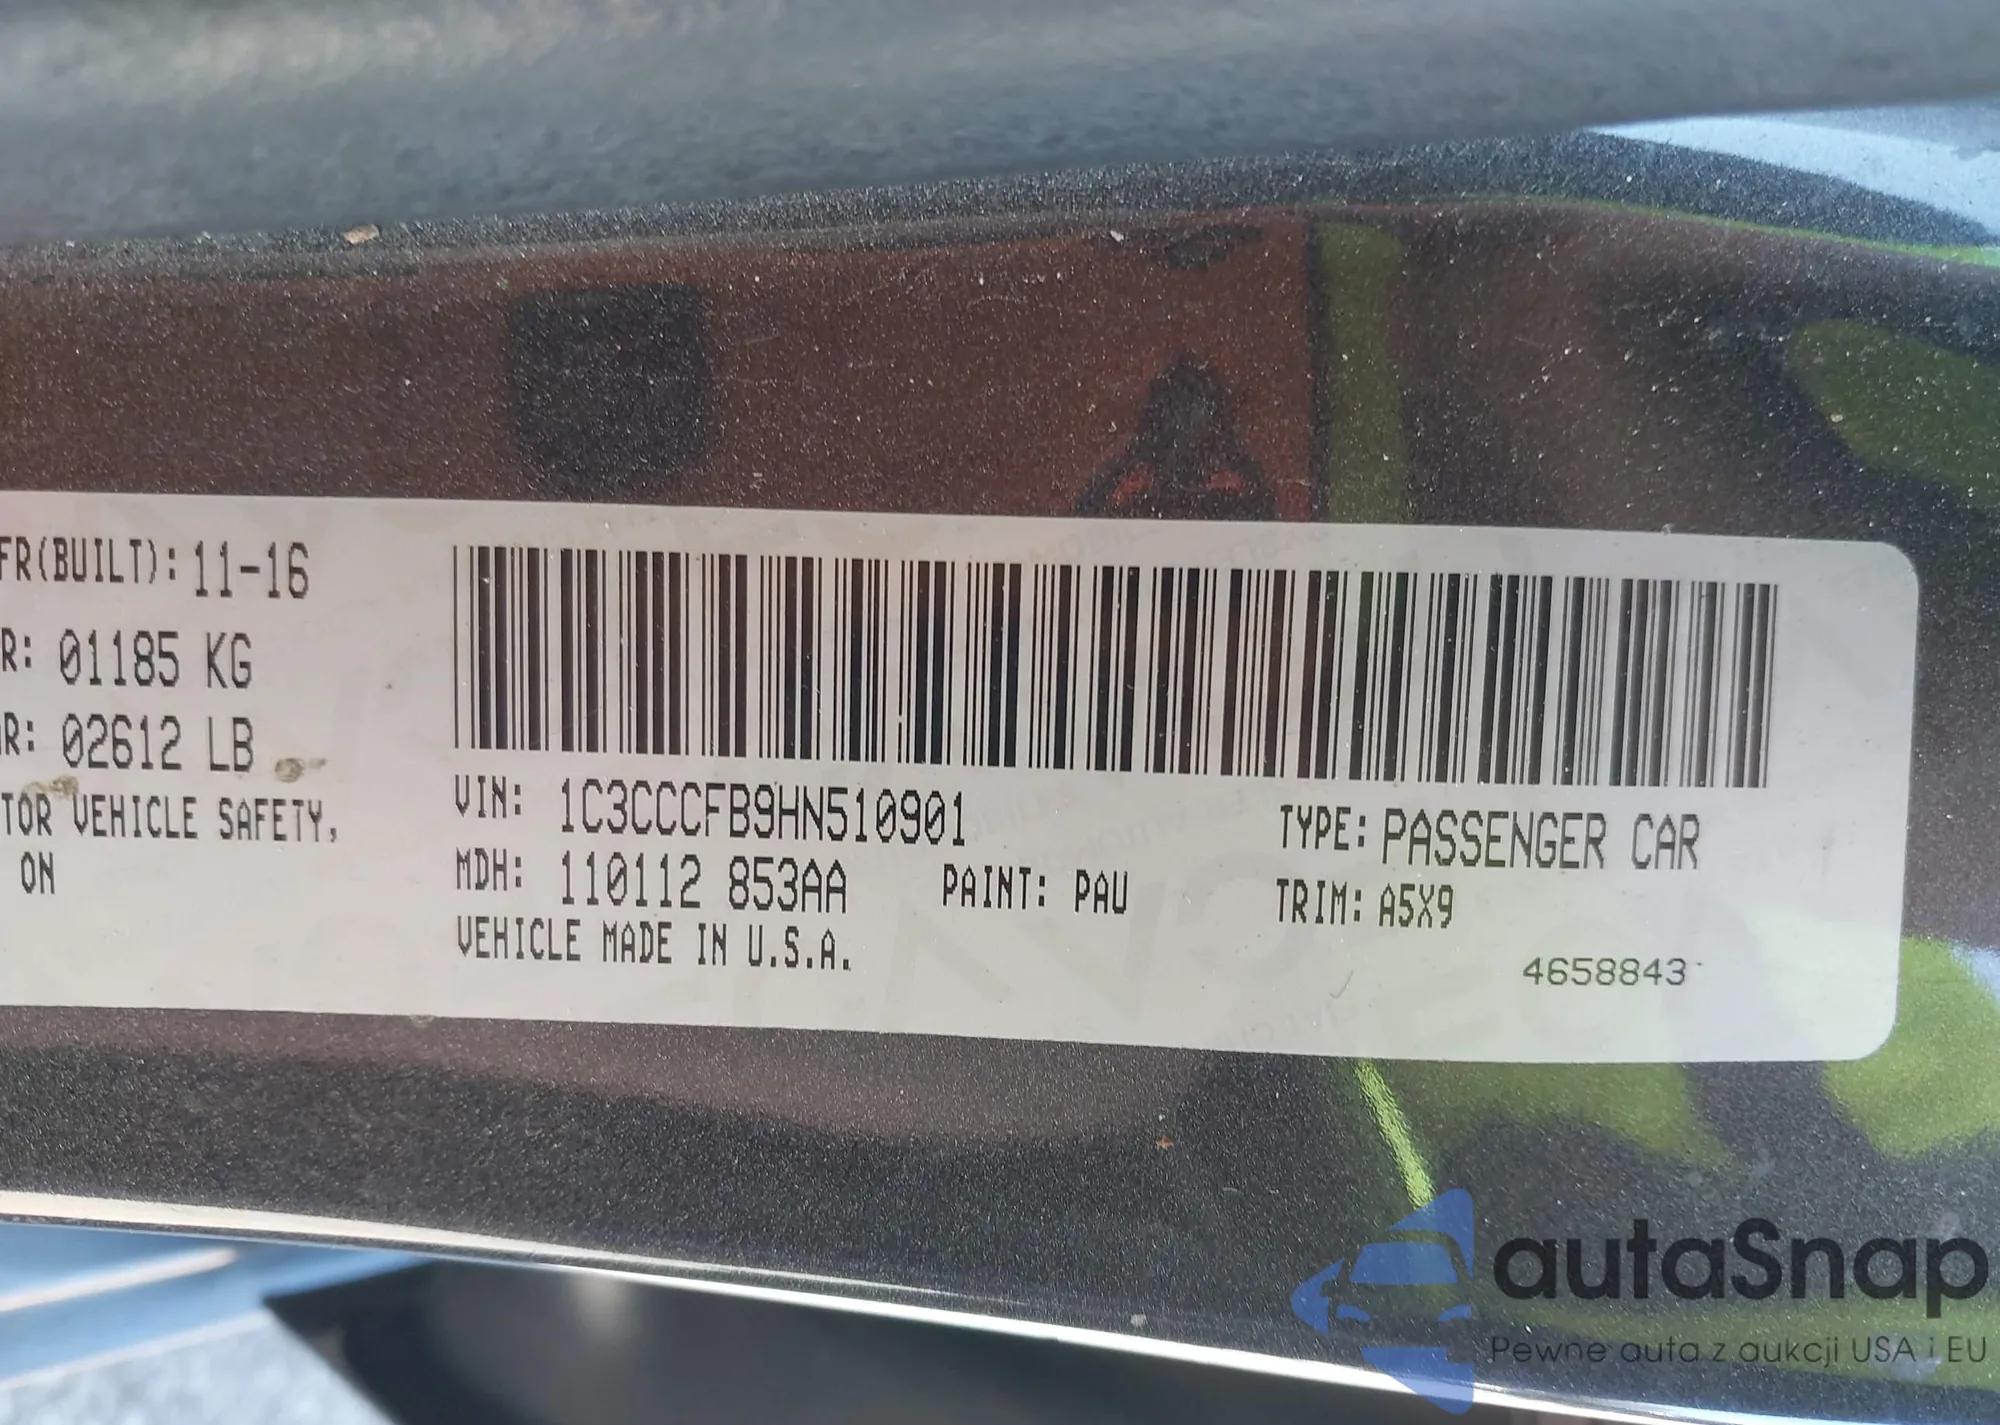 FR(BUILT): 11-16
R: 01185 KG
R: 02612 LB
TOR VEHICLE SAFETY,
ON
VIN: 1C3CCCFB9HN510901
MDH: 110112 853AA PAINT: PAU
VEHICLE MADE IN U.S.A.
TYPE: PASSENGER CAR
TRIM: A5X9
4658843
autaSnap
Pewne auta z aukcji USA i EU